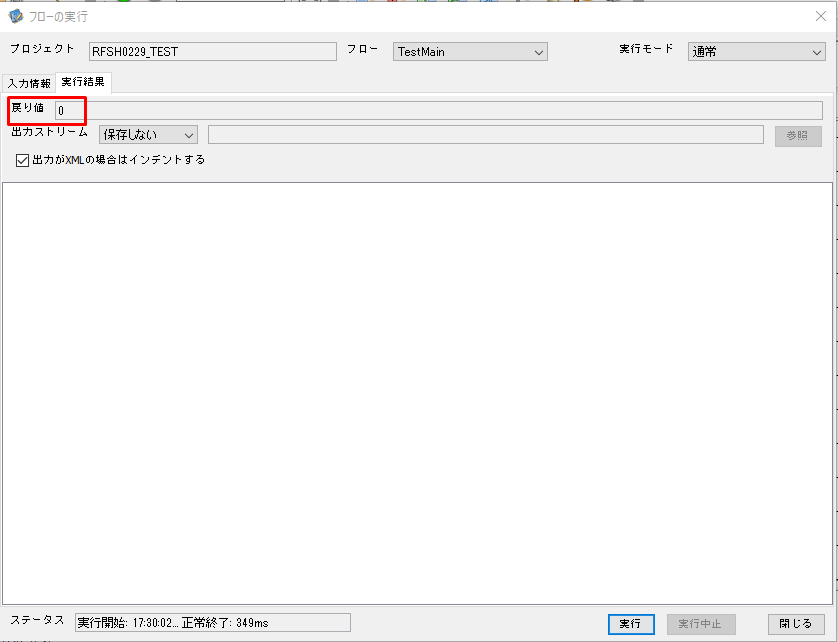 フローの実行
プロジェクト RFSH0229_TEST フロー TestMain 実行モード 通常
入力情報 実行結果
戻り値 0
出力ストリーム 保存しない 参照
出力がXMLの場合はインデントする
ステータス 実行開始: 17:30:02... 正常終了: 349ms 実行 実行中止 閉じる